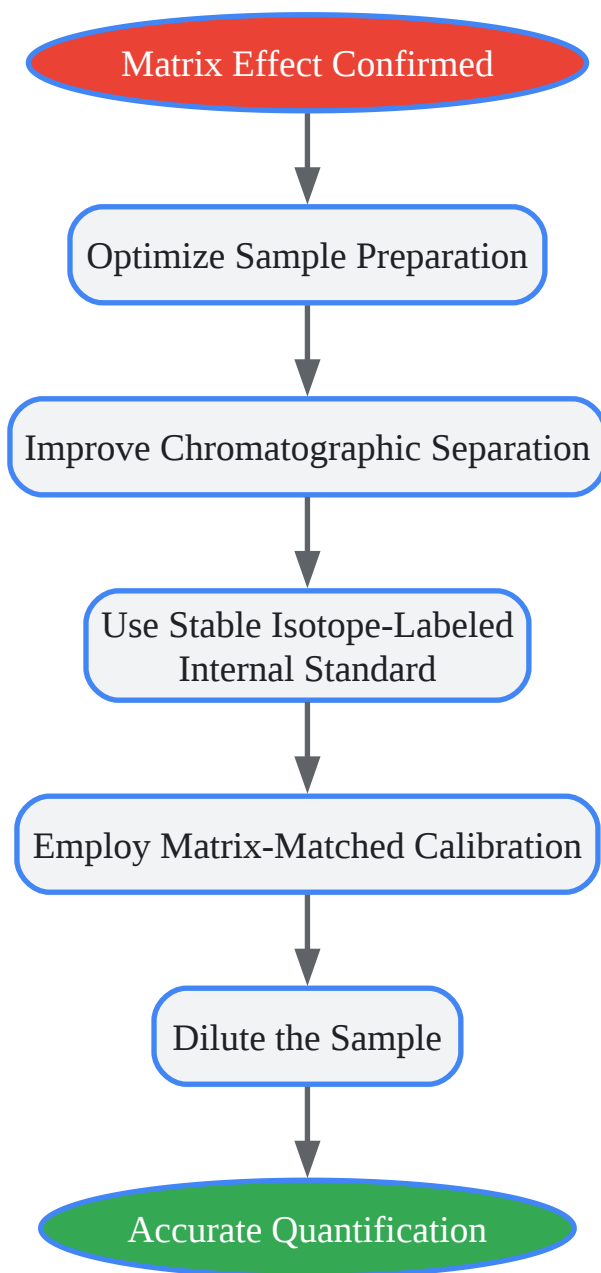 Matrix Effect Confirmed
Optimize Sample Preparation
Improve Chromatographic Separation
Use Stable Isotope-Labeled
Internal Standard
Employ Matrix-Matched Calibration
Dilute the Sample
Accurate Quantification